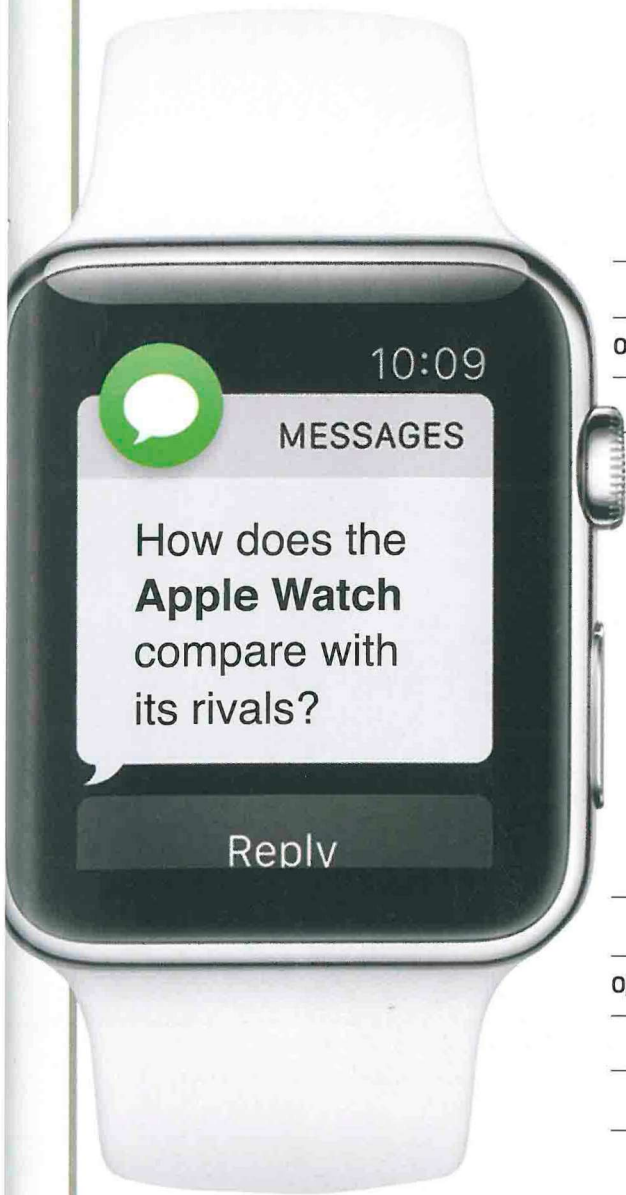 10:09
MESSAGES
How does the
Apple Watch
compare with
its rivals?
Reply